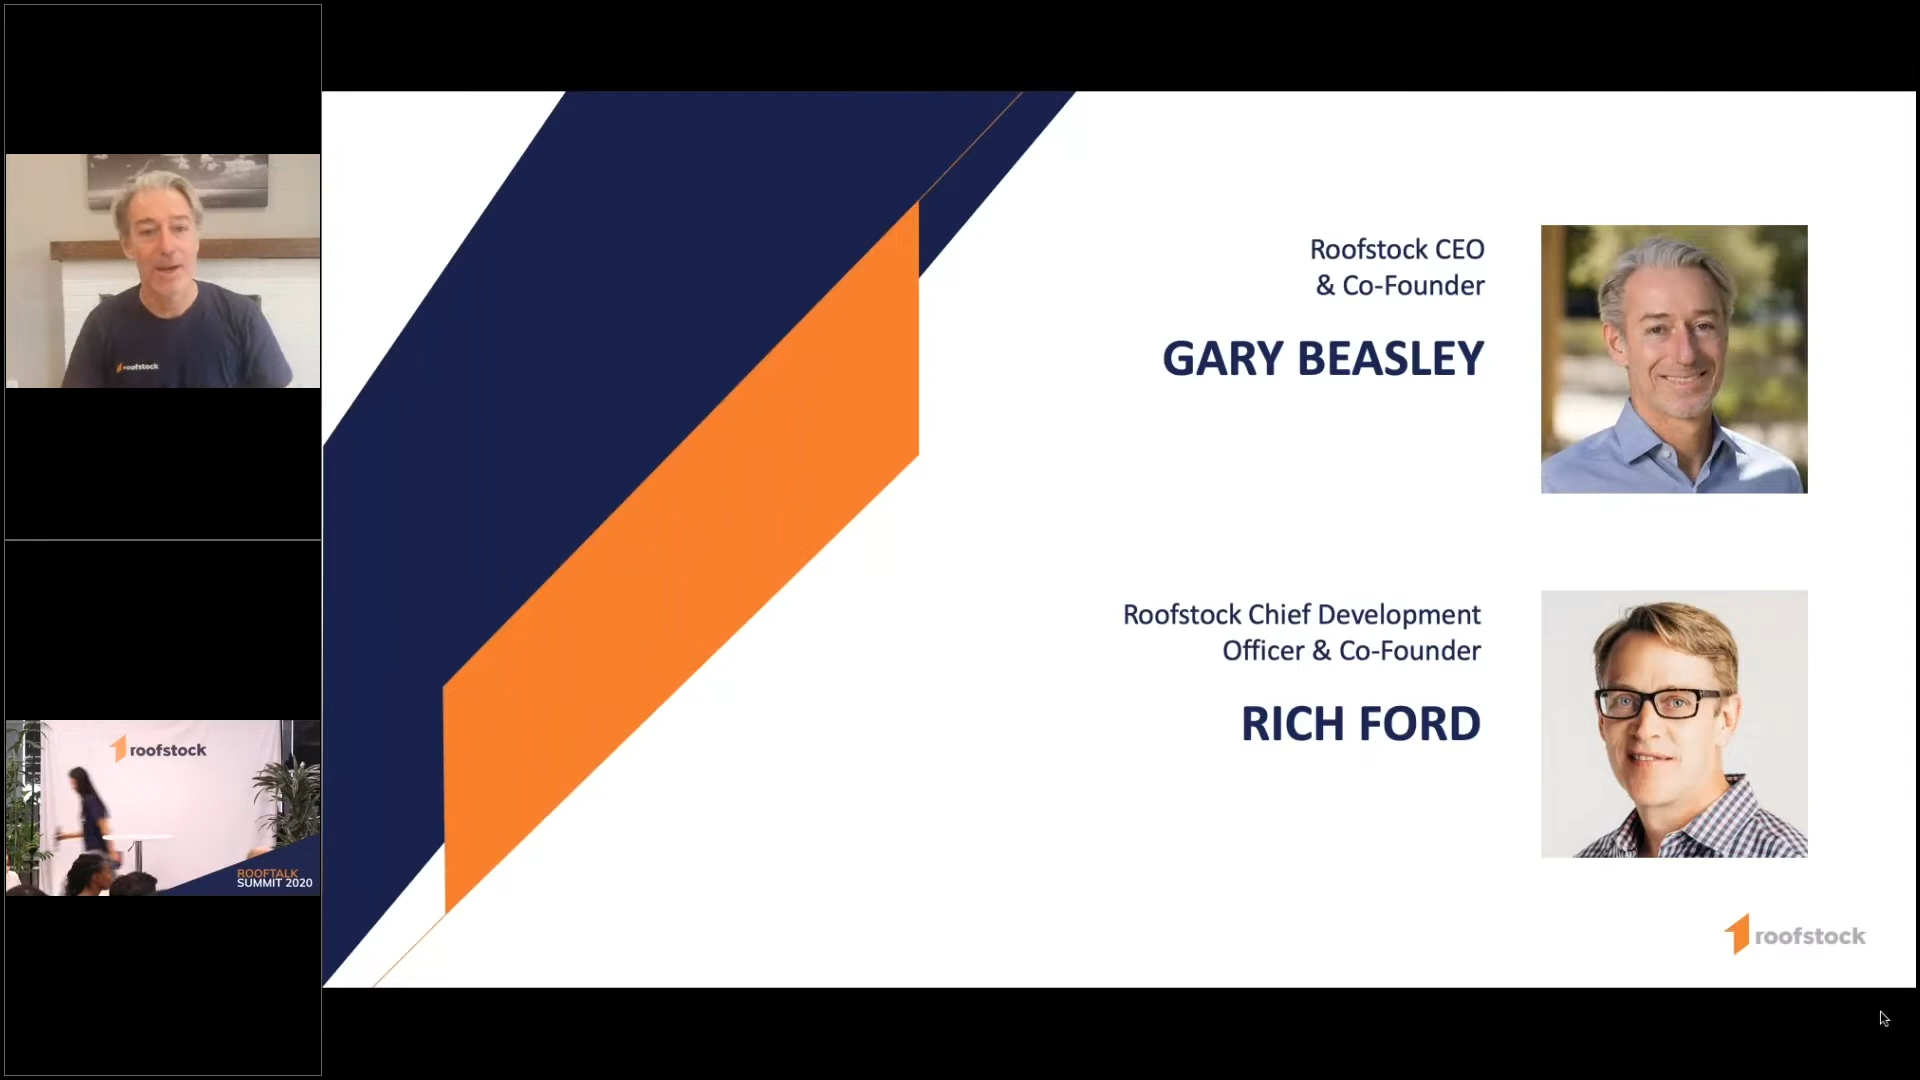 roofstock
roofstock
ROOFTALK
SUMMIT 2020
Roofstock CEO
& Co-Founder
GARY BEASLEY
Roofstock Chief Development
Officer & Co-Founder
RICH FORD
roofstock